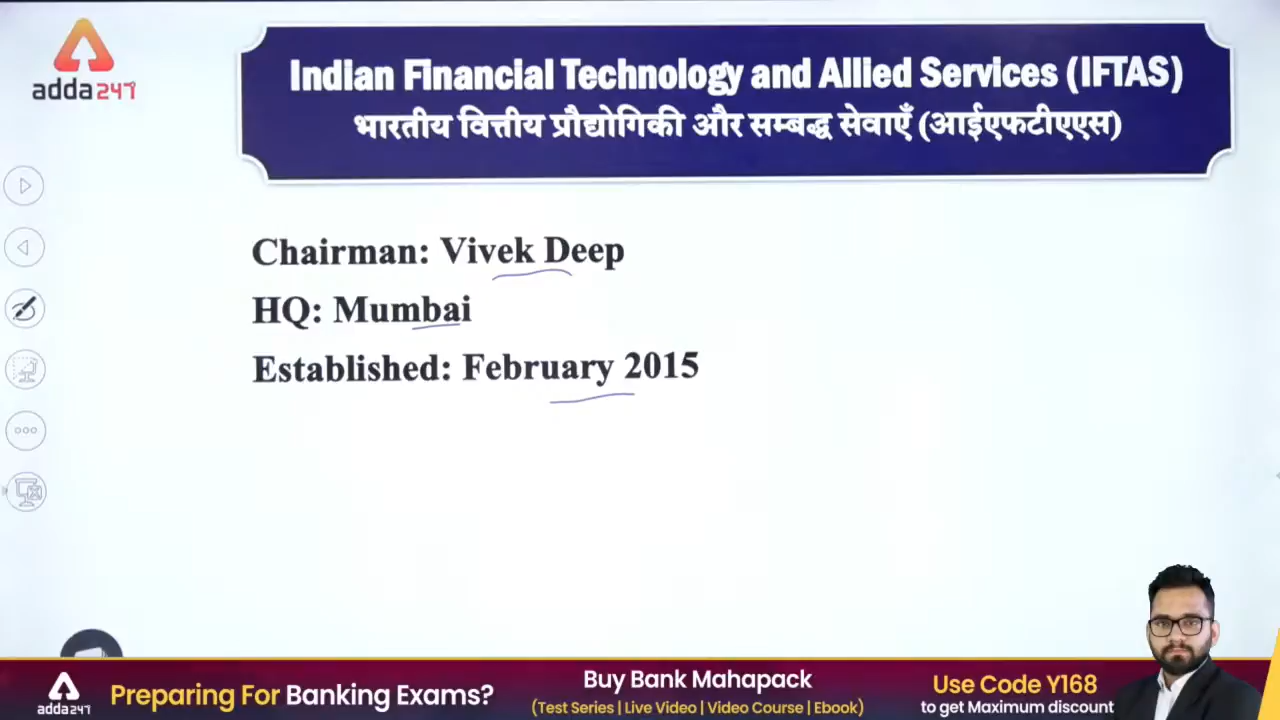 adda247
Indian Financial Technology and Allied Services (IFTAS)
भारतीय वित्तीय प्रौद्योगिकी और सम्बद्ध सेवाएँ (आईएफटीएएस)
Chairman: Vivek Deep
HQ: Mumbai
Established: February 2015
adda247
Preparing For Banking Exams?
Buy Bank Mahapack
(Test Series | Live Video | Video Course | Ebook)
Use Code Y168
to get Maximum discount